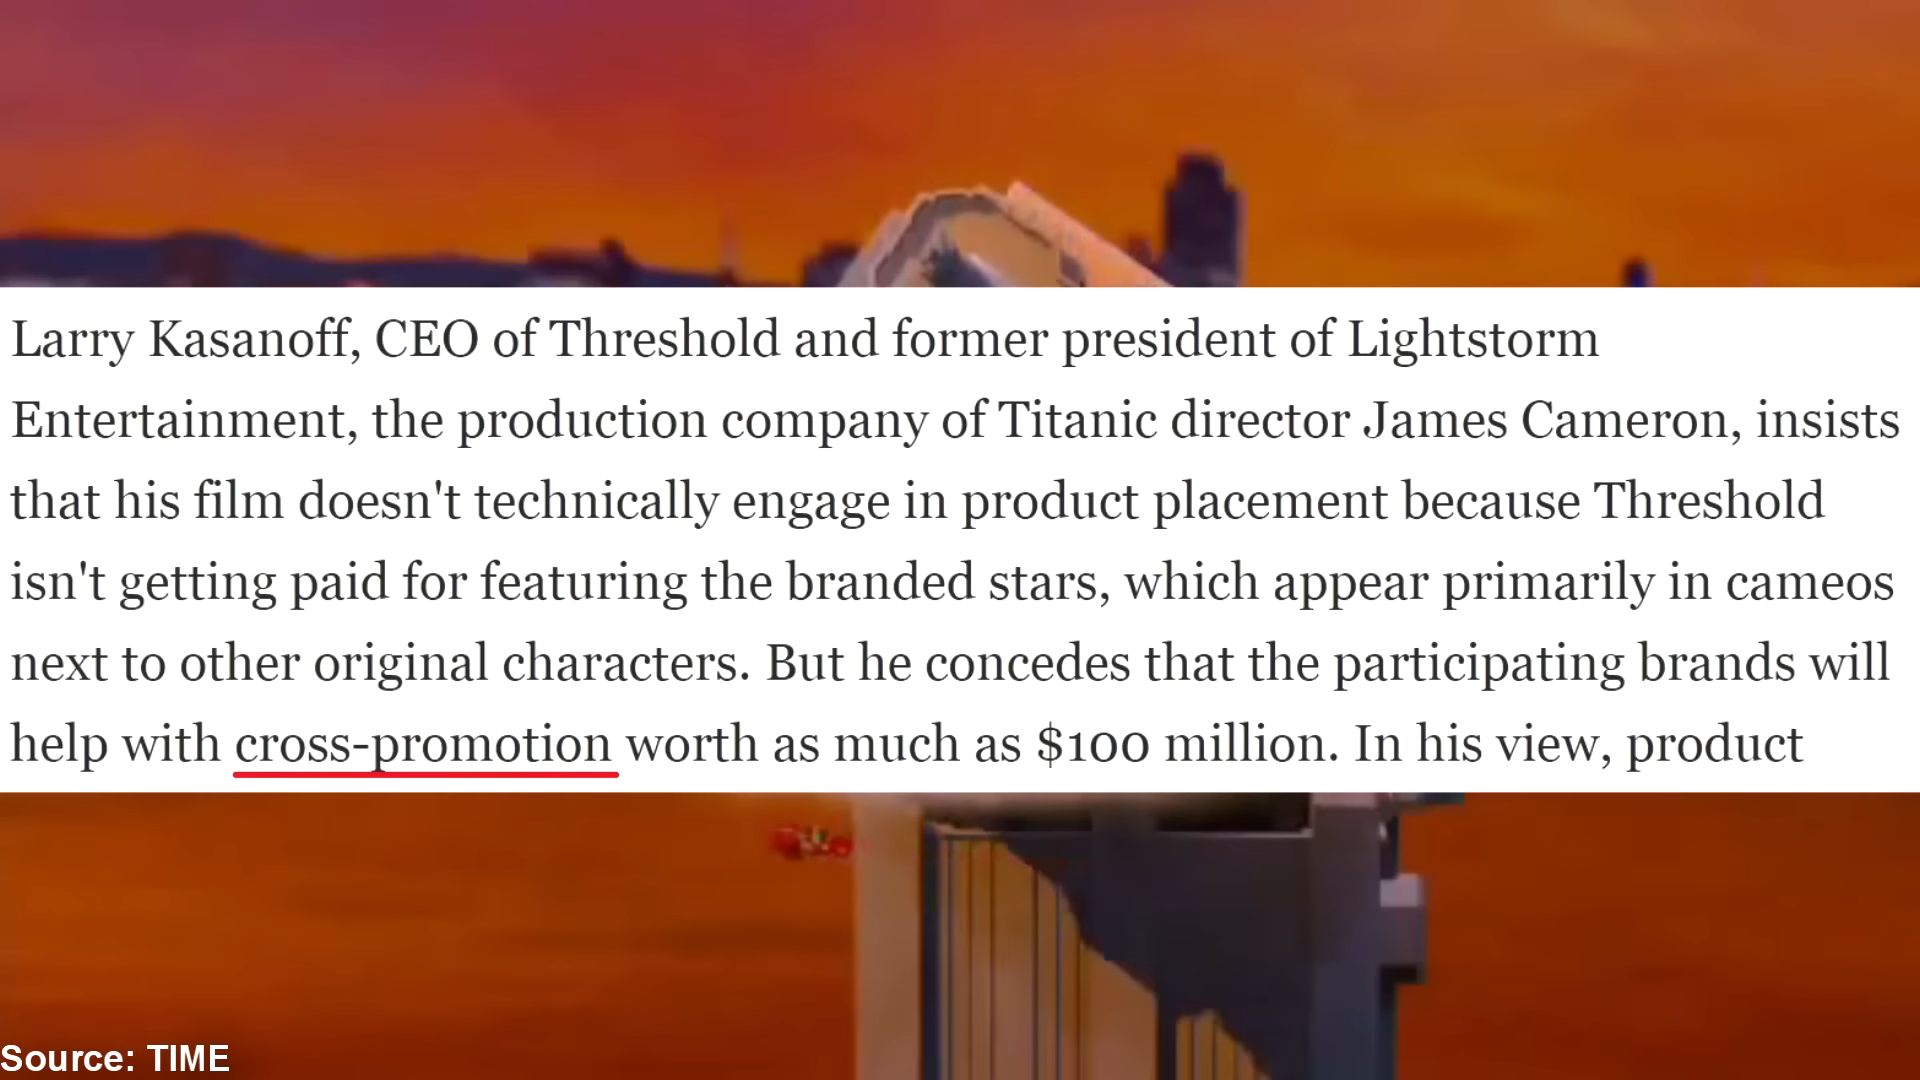 Larry Kasanoff, CEO of Threshold and former president of Lightstorm
Entertainment, the production company of Titanic director James Cameron, insists
that his film doesn't technically engage in product placement because Threshold
isn't getting paid for featuring the branded stars, which appear primarily in cameos
next to other original characters. But he concedes that the participating brands will
help with cross-promotion worth as much as $100 million. In his view, product
Source: TIME